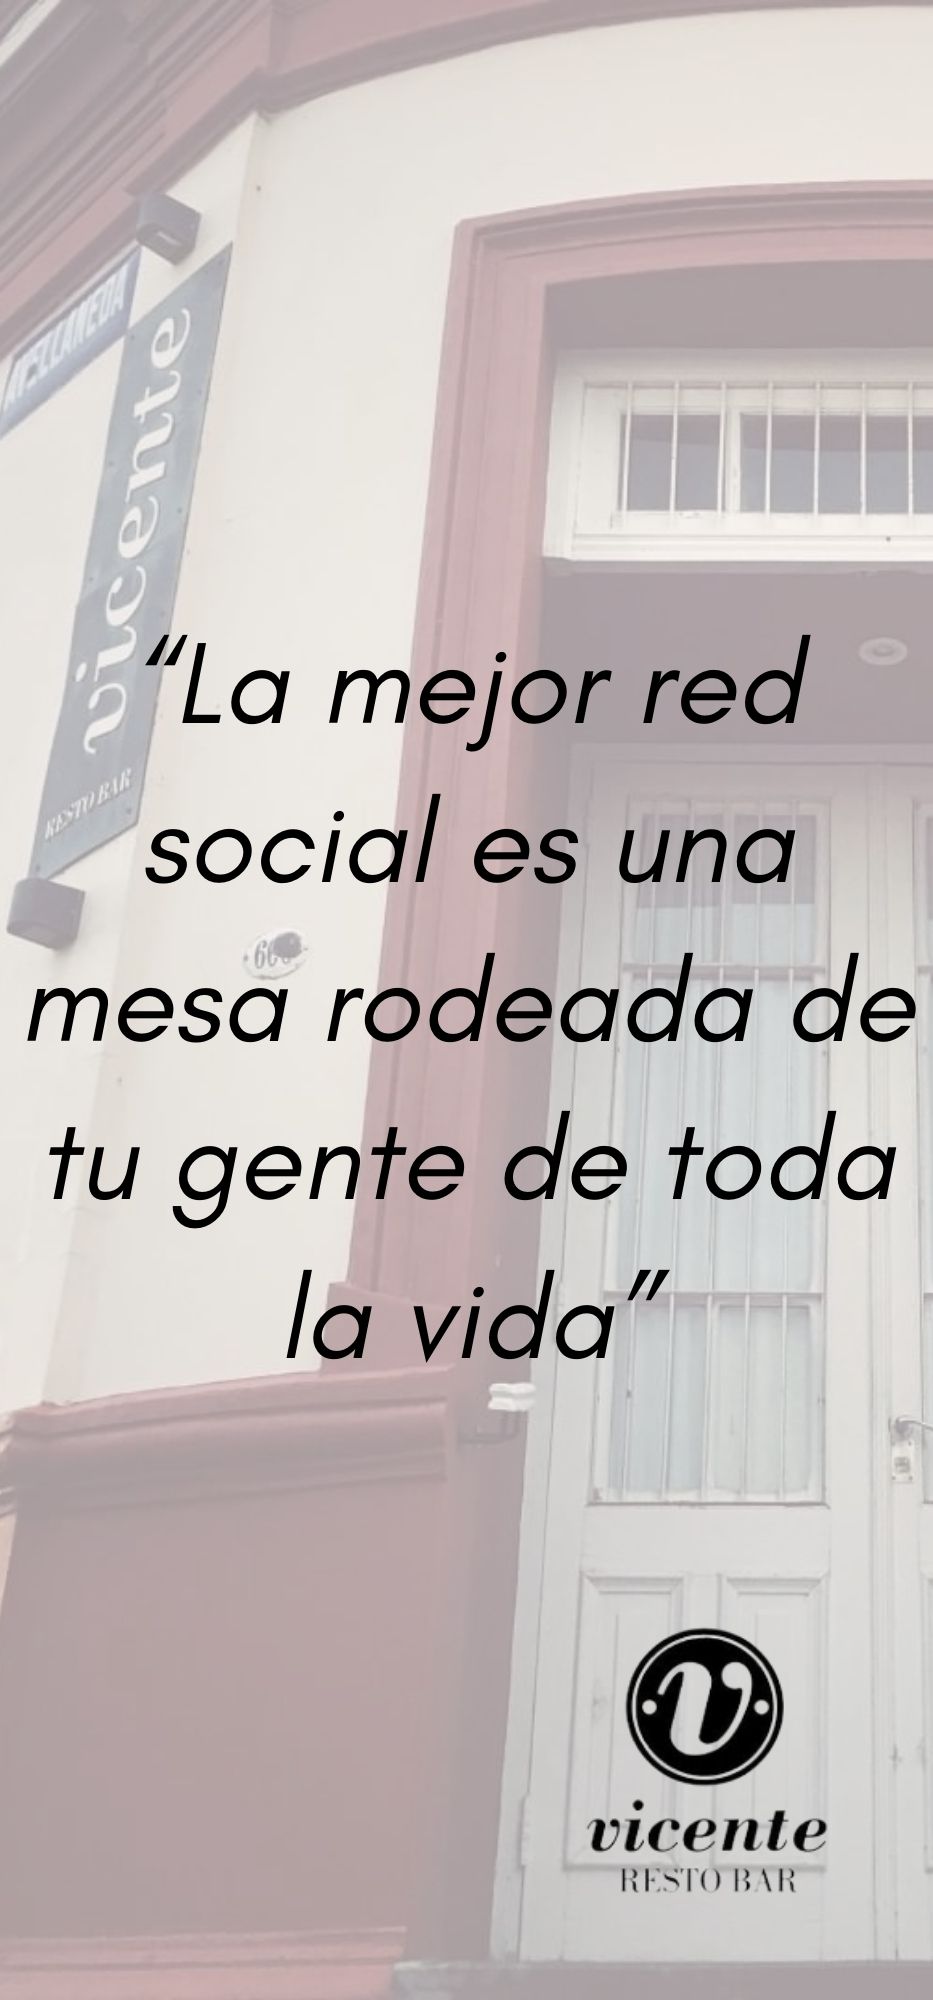 AVELLANEDA
vicente
RESTO BAR
“La mejor red
social es una
mesa rodeada de
tu gente de toda
la vida”
v
vicente
RESTO BAR